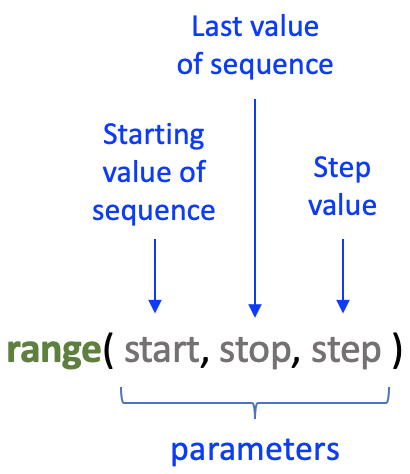 Last value
of sequence
Starting
value of
sequence
Step
value
range( start, stop, step )
parameters